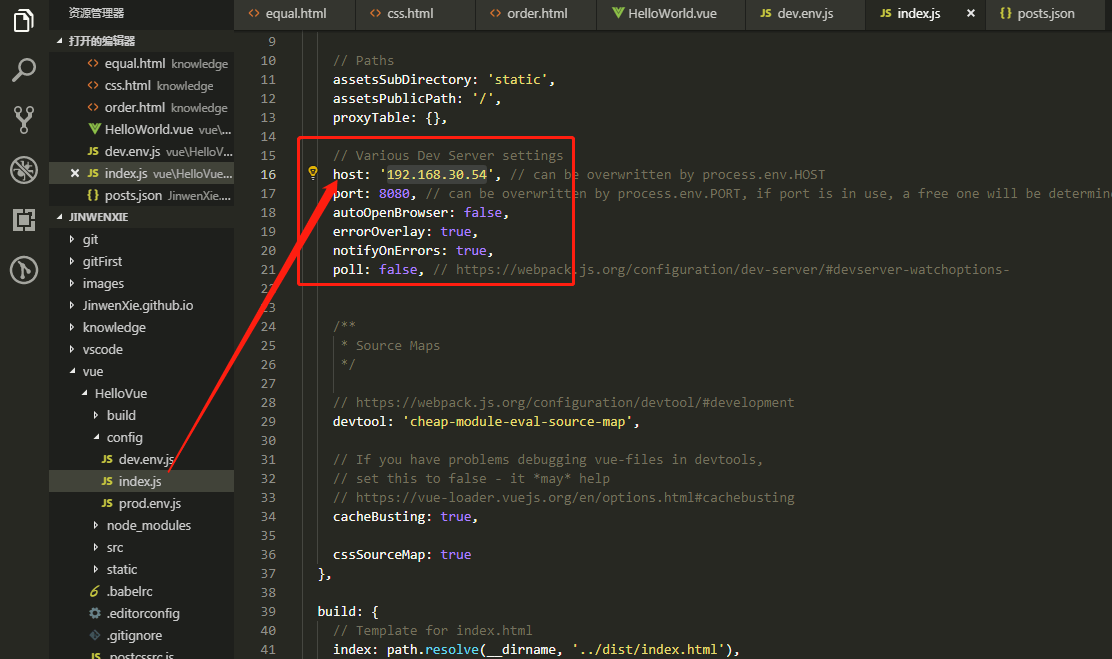 资源管理器
打开的编辑器
equal.html knowledge
css.html knowledge
order.html knowledge
HelloWorld.vue vue\...
JS dev.env.js vue\HelloV...
JS index.js vue\HelloVue...
{} posts.json JinwenXie....
JINWENXIE
git
gitFirst
images
JinwenXie.github.io
knowledge
vscode
vue
HelloVue
build
config
JS dev.env.js
JS index.js
JS prod.env.js
node_modules
src
static
.babelrc
.editorconfig
.gitignore
JS .postcssrc.js
equal.html
css.html
order.html
HelloWorld.vue
JS dev.env.js
JS index.js
{} posts.json
9
10 // Paths
11 assetsSubDirectory: 'static',
12 assetsPublicPath: '/',
13 proxyTable: {},
14
15 // Various Dev Server settings
16 host: '192.168.30.54', // can be overwritten by process.env.HOST
17 port: 8080, // can be overwritten by process.env.PORT, if port is in use, a free one will be determin
18 autoOpenBrowser: false,
19 errorOverlay: true,
20 notifyOnErrors: true,
21 poll: false, // https://webpack.js.org/configuration/dev-server/#devserver-watchoptions-
22
23
24 /**
25 * Source Maps
26 */
27
28 // https://webpack.js.org/configuration/devtool/#development
29 devtool: 'cheap-module-eval-source-map',
30
31 // If you have problems debugging vue-files in devtools,
32 // set this to false - it *may* help
33 // https://vue-loader.vuejs.org/en/options.html#cachebusting
34 cacheBusting: true,
35
36 cssSourceMap: true
37 },
38
39 build: {
40 // Template for index.html
41 index: path.resolve(__dirname, '../dist/index.html'),